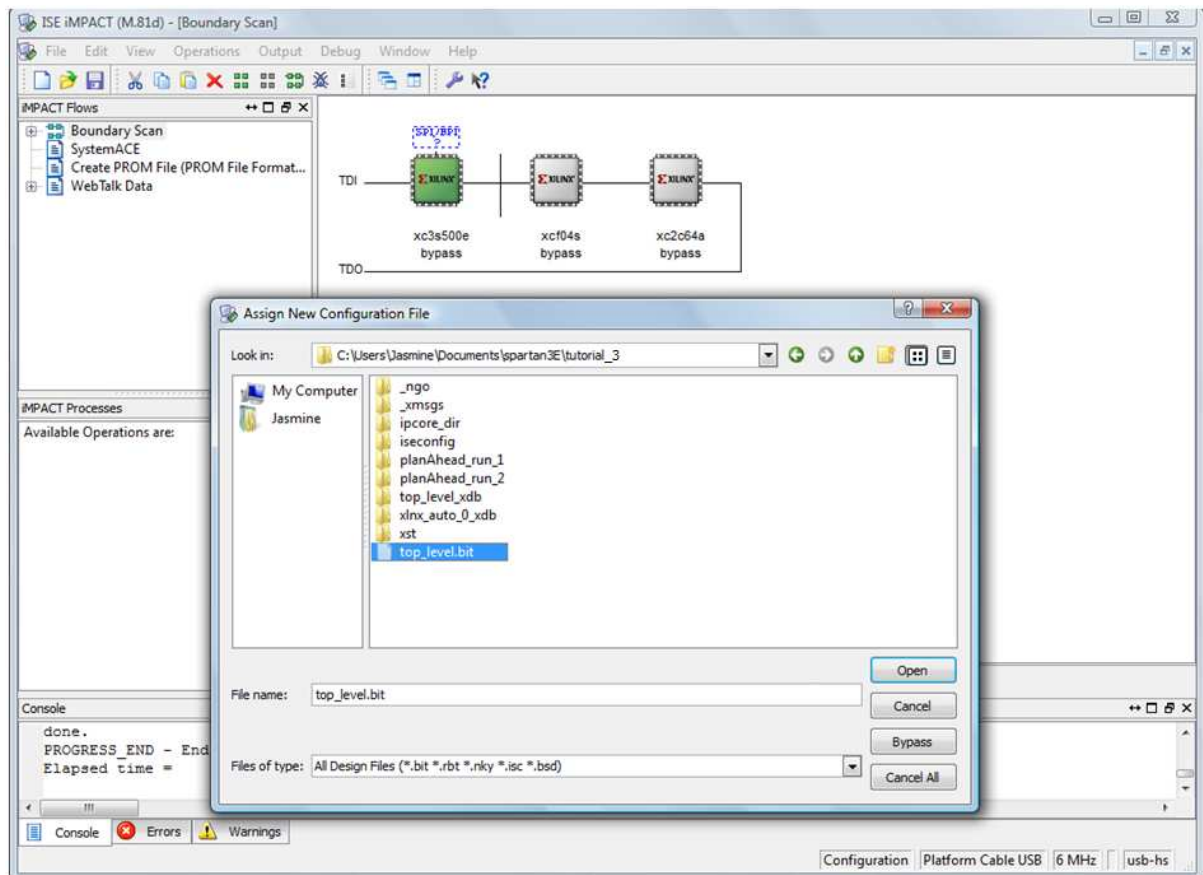 ISE iMPACT (M.81d) - [Boundary Scan]
File Edit View Operations Output Debug Window Help
iMPACT Flows
Boundary Scan
SystemACE
Create PROM File (PROM File Format...
WebTalk Data
SPI/BPI
?
TDI
XILINX XILINX XILINX
xc3s500e xcf04s xc2c64a
bypass bypass bypass
TDO
Assign New Configuration File
Look in: C:\Users\Jasmine\Documents\spartan3E\tutorial_3
My Computer
Jasmine
_ngo
_xmsgs
ipcore_dir
iseconfig
planAhead_run_1
planAhead_run_2
top_level_xdb
xlnx_auto_0_xdb
xst
top_level.bit
Open
File name: top_level.bit
Cancel
Bypass
Files of type: All Design Files (*.bit *.rbt *.nky *.isc *.bsd)
Cancel All
iMPACT Processes
Available Operations are:
Console
done.
PROGRESS_END - End
Elapsed time =
Console Errors Warnings
Configuration Platform Cable USB 6 MHz usb-hs